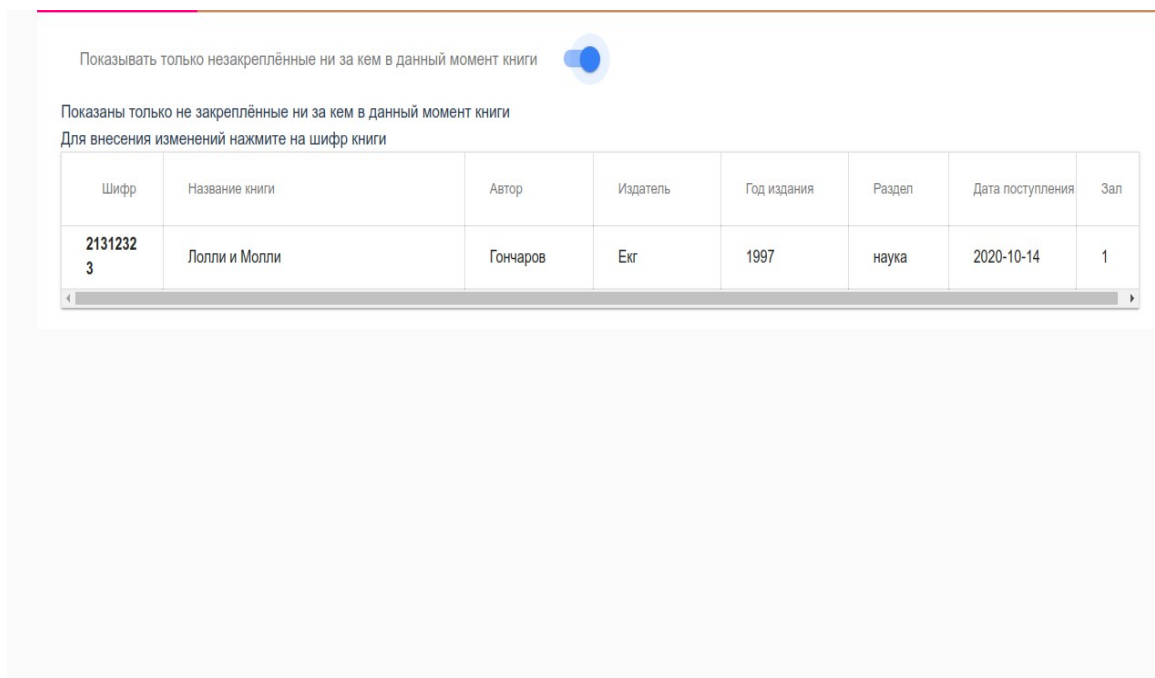 Показывать только незакреплённые ни за кем в данный момент книги
Показаны только не закреплённые ни за кем в данный момент книги
Для внесения изменений нажмите на шифр книги
Шифр Название книги Автор Издатель Год издания Раздел Дата поступления Зал
2131232
3 Лолли и Молли Гончаров Екг 1997 наука 2020-10-14 1